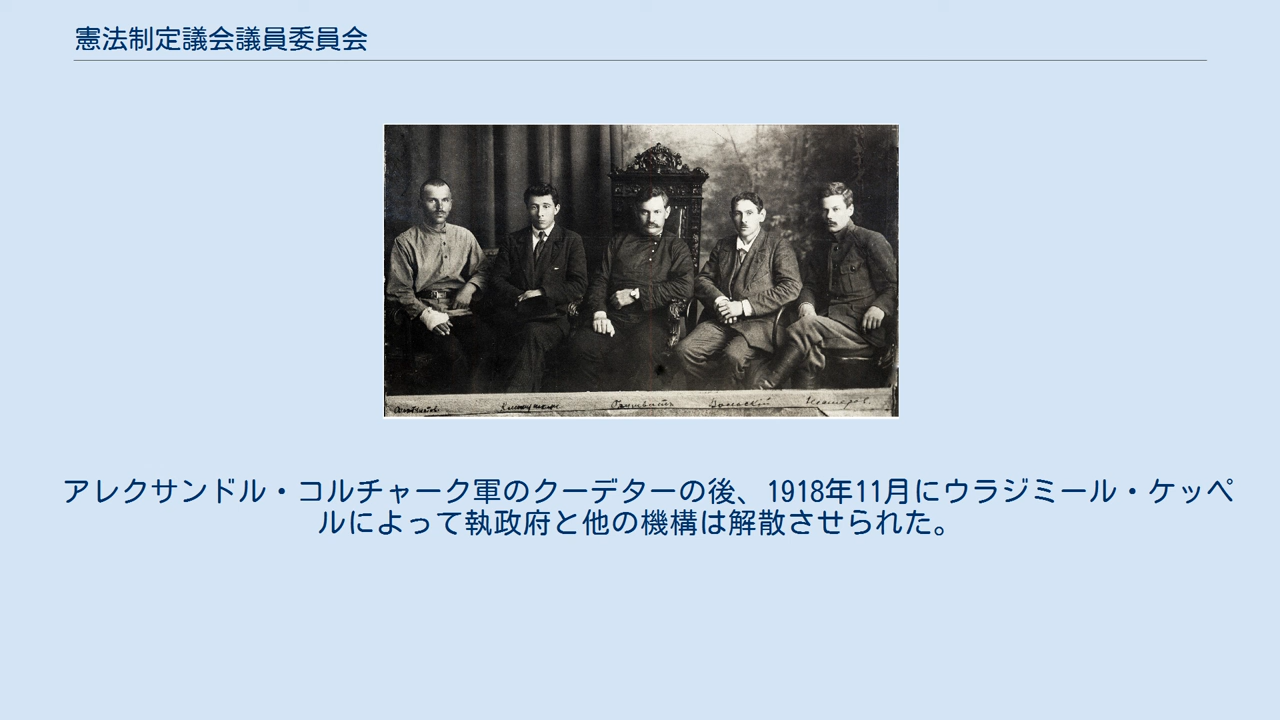 憲法制定議会議員委員会
アレクサンドル・コルチャーク軍のクーデターの後、1918年11月にウラジミール・ケッペ
ルによって執政府と他の機構は解散させられた。